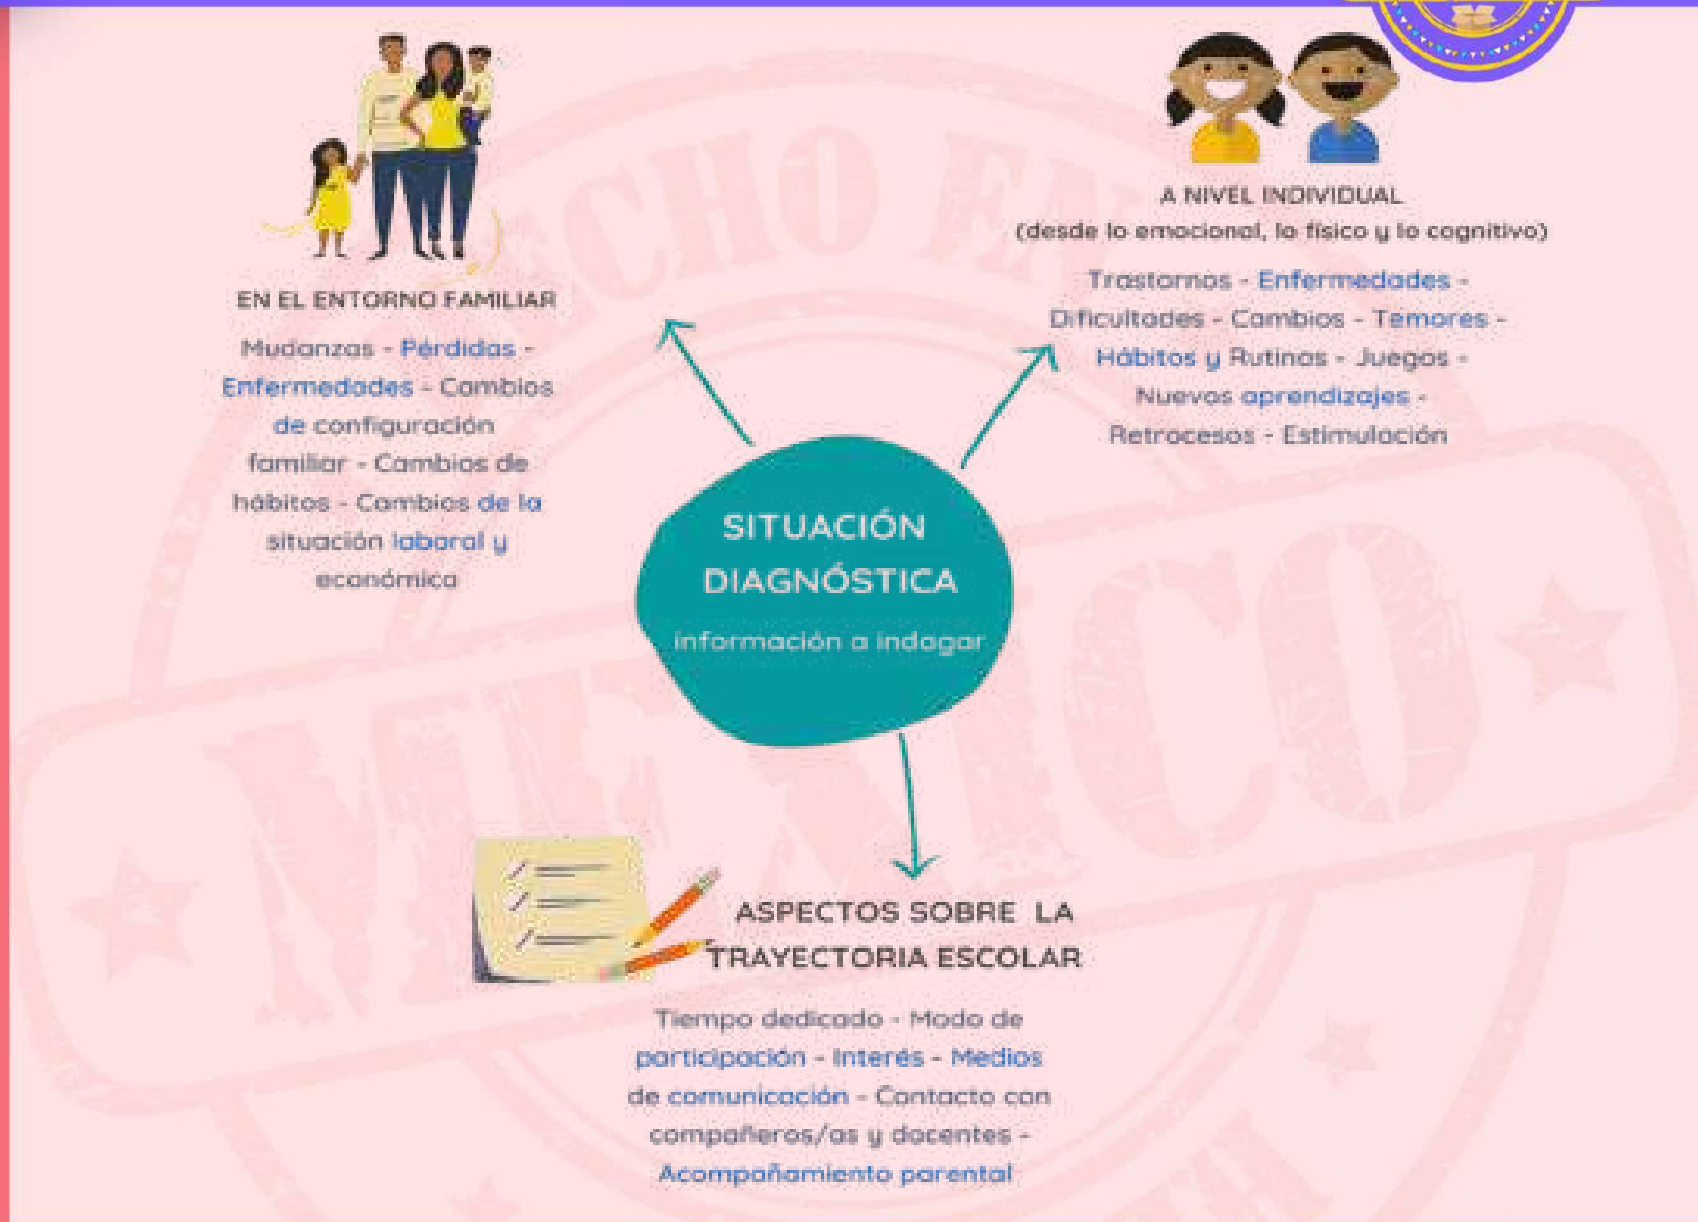 EN EL ENTORNO FAMILIAR
Mudanzas - Pérdidas -
Enfermedades - Cambios
de configuración
familiar - Cambios de
hábitos - Cambios de la
situación laboral y
económica
A NIVEL INDIVIDUAL
(desde lo emocional, lo físico y lo cognitivo)
Trastornos - Enfermedades -
Dificultades - Cambios - Temores -
Hábitos y Rutinas - Juegos -
Nuevos aprendizajes -
Retrocesos - Estimulación
SITUACIÓN
DIAGNÓSTICA
información a indagar
ASPECTOS SOBRE LA
TRAYECTORIA ESCOLAR
Tiempo dedicado - Modo de
participación - Interés - Medios
de comunicación - Contacto con
compañeros/as y docentes -
Acompañamiento parental
ECHO EN
MEXICO